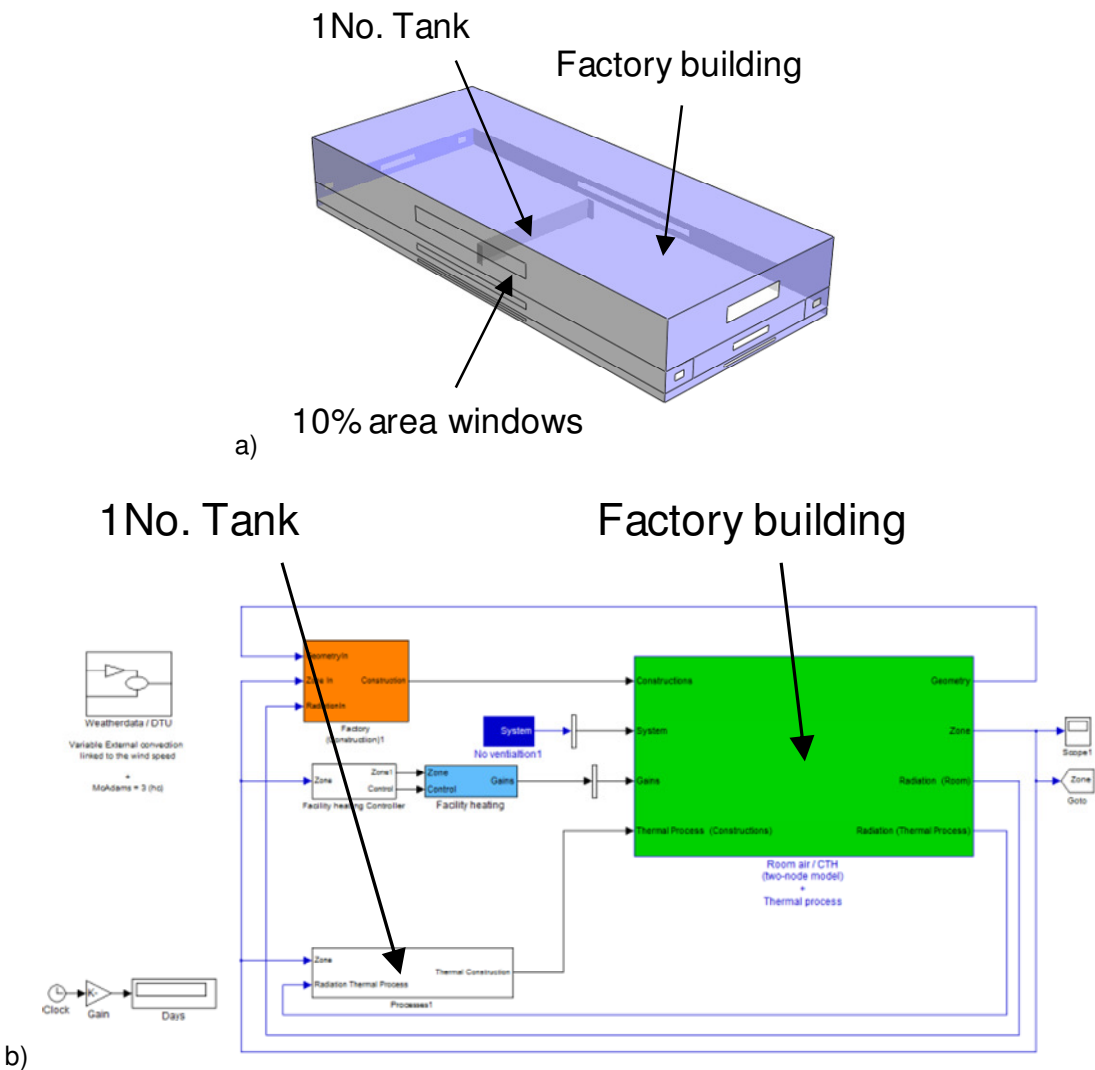 1No. Tank
Factory building
10% area windows
a)
1No. Tank
Factory building
GeometryIn
Zone In
RadiationIn
Construction
Factory
(Construction)1
Weatherdata / DTU
Variable External convection
linked to the wind speed
+
McAdams = 3 (hc)
System
No ventialtion1
Zone
Zone1
Control
Facility heating Controller
Zone
Control
Gains
Facility heating
Constructions
System
Gains
Thermal Process (Constructions)
Geometry
Zone
Radiation (Room)
Radiation (Thermal Process)
Room air / CTH
(two-node model)
+
Thermal process
Scope1
Zone
Goto
Zone
Radiation Thermal Process
Thermal Construction
Processes1
Clock
K-
Gain
Days
b)